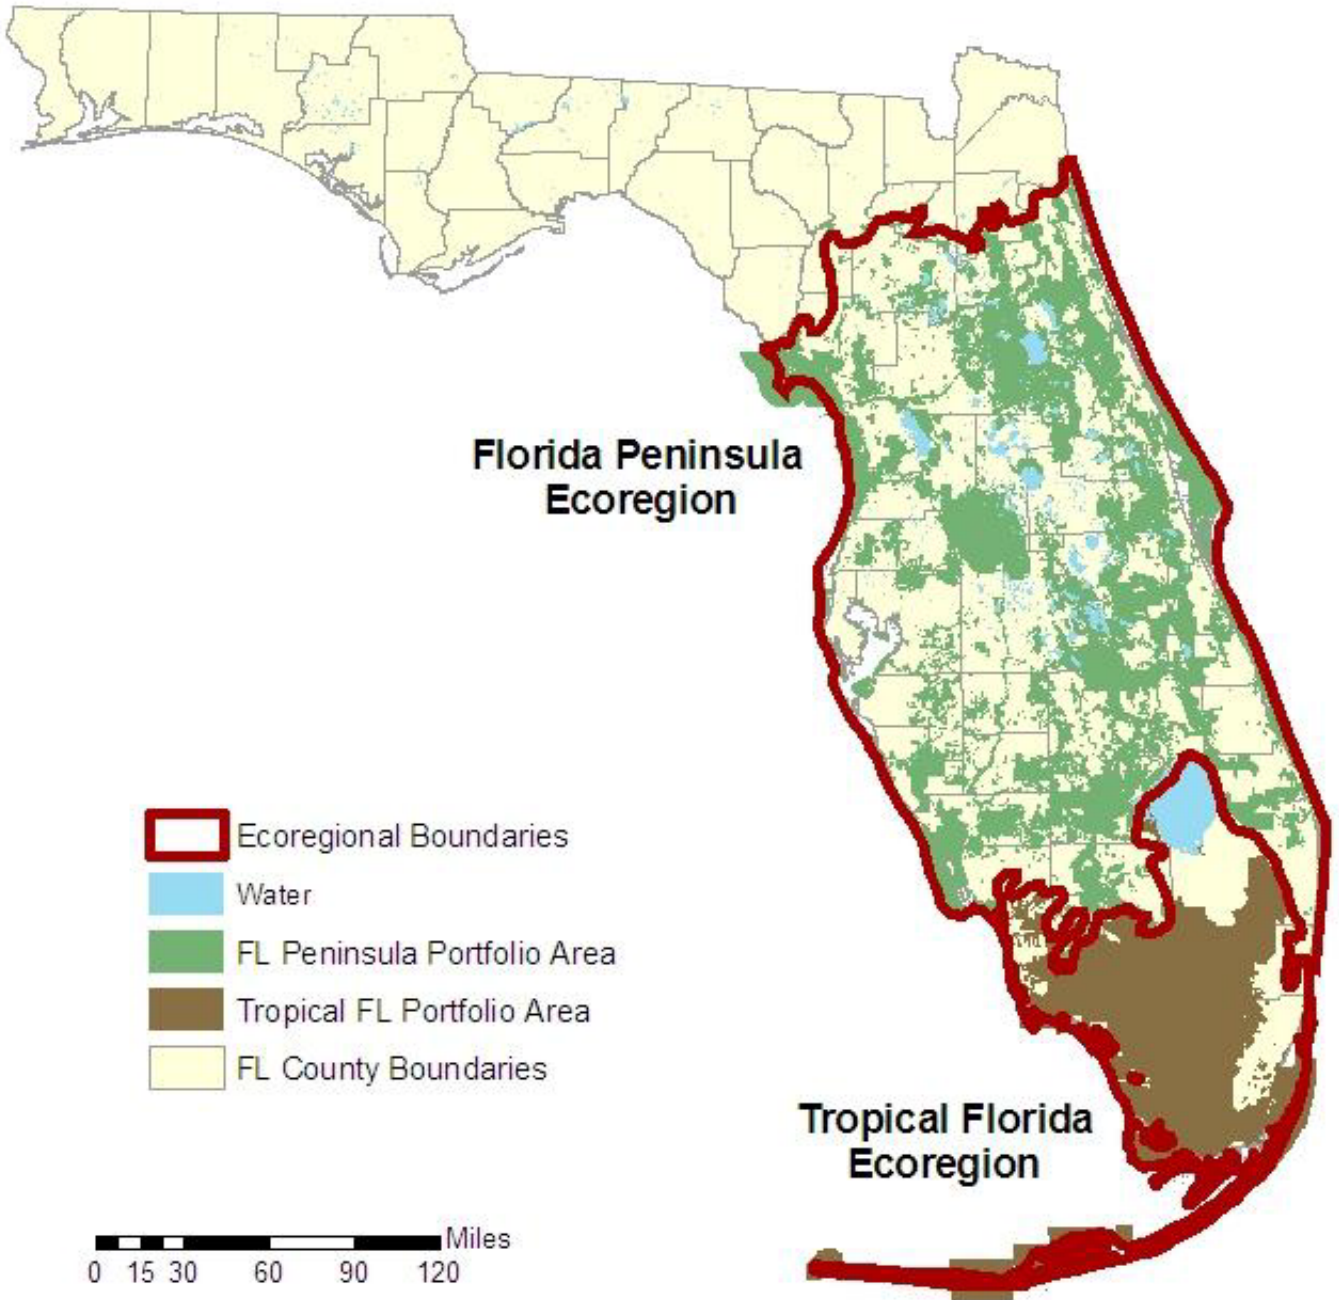 Florida Peninsula
Ecoregion
Ecoregional Boundaries
Water
FL Peninsula Portfolio Area
Tropical FL Portfolio Area
FL County Boundaries
Tropical Florida
Ecoregion
Miles
0 15 30 60 90 120